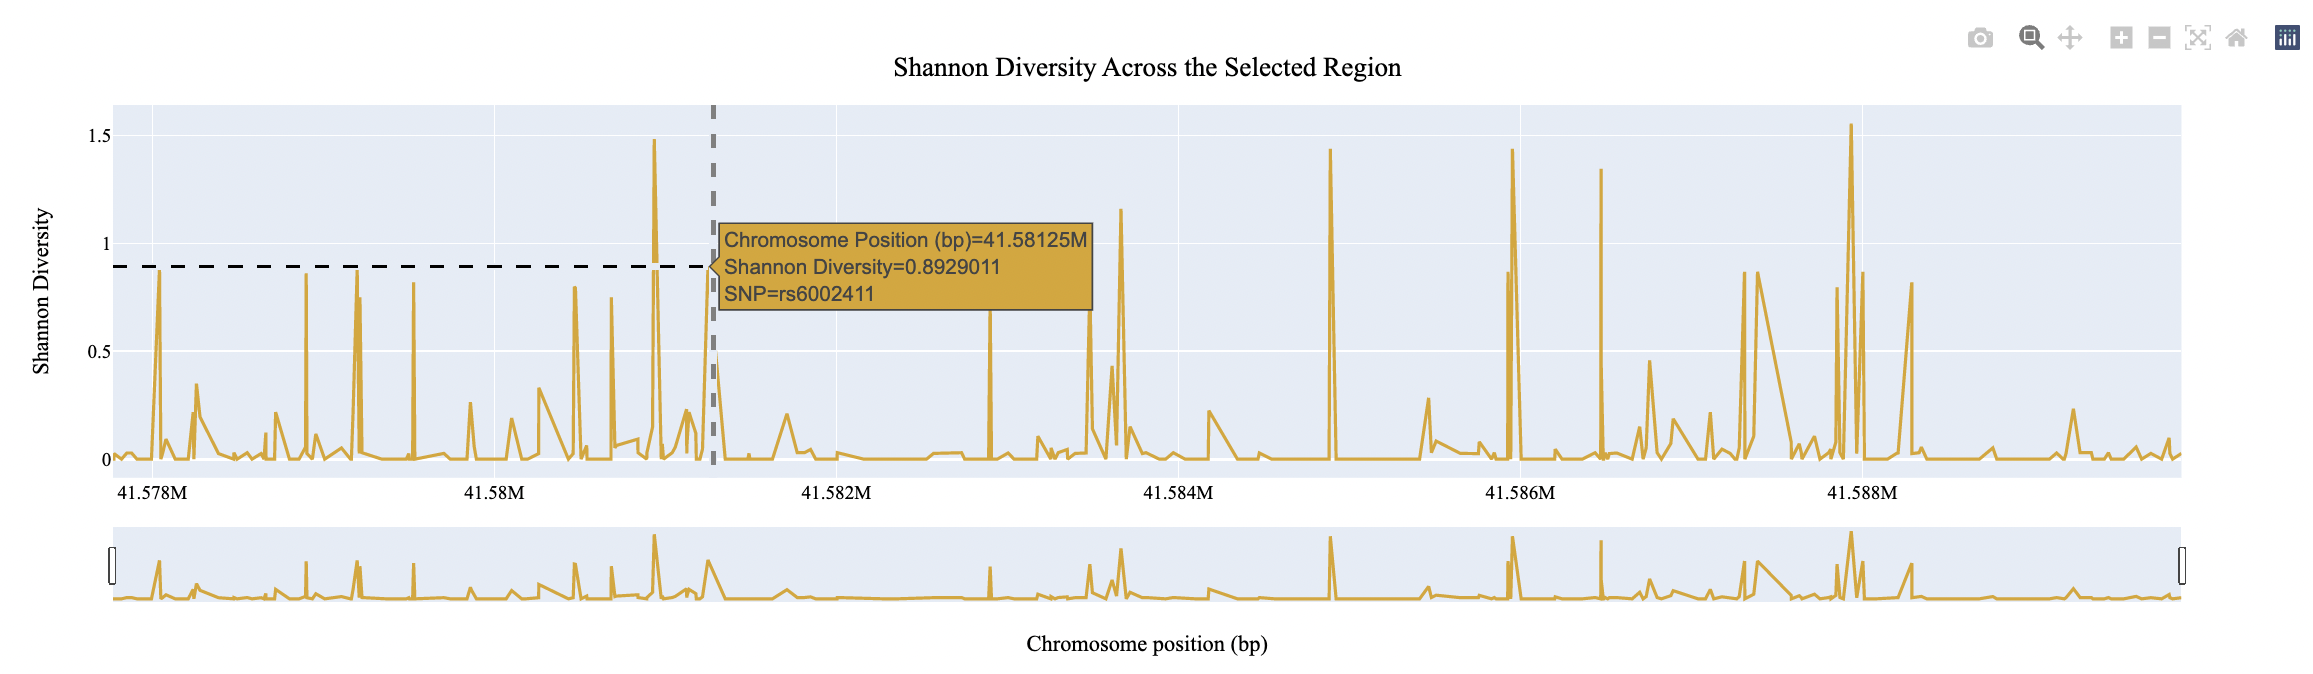 Shannon Diversity Across the Selected Region
Shannon Diversity
1.5
1
0.5
0
Chromosome Position (bp)=41.58125M
Shannon Diversity=0.8929011
SNP=rs6002411
41.578M
41.58M
41.582M
41.584M
41.586M
41.588M
Chromosome position (bp)